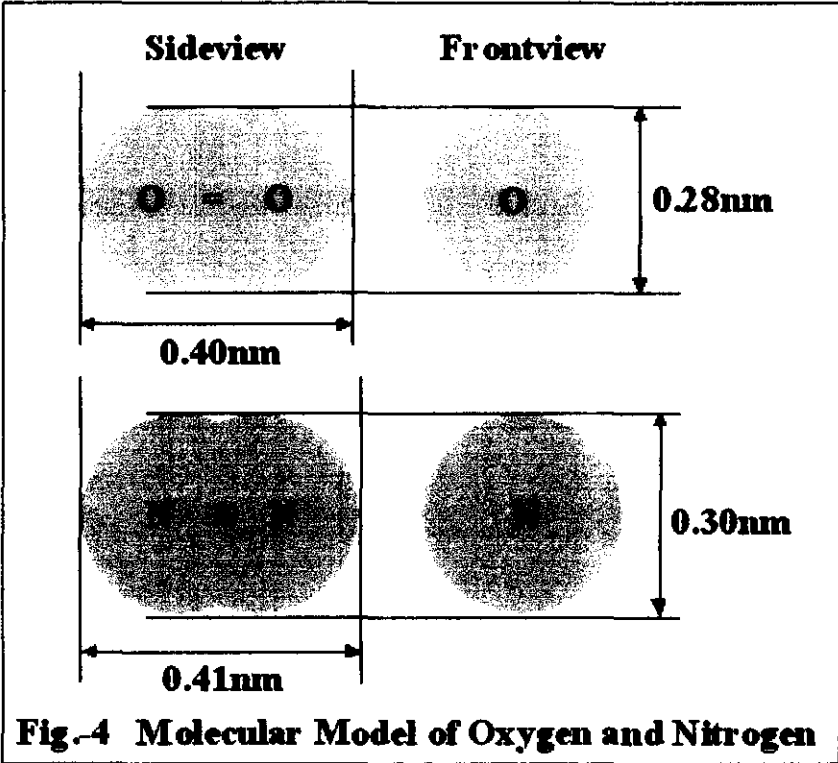 Sideview Frontview
O = O O
0.28nm
0.40nm
0.30nm
0.41nm
Fig.-4 Molecular Model of Oxygen and Nitrogen